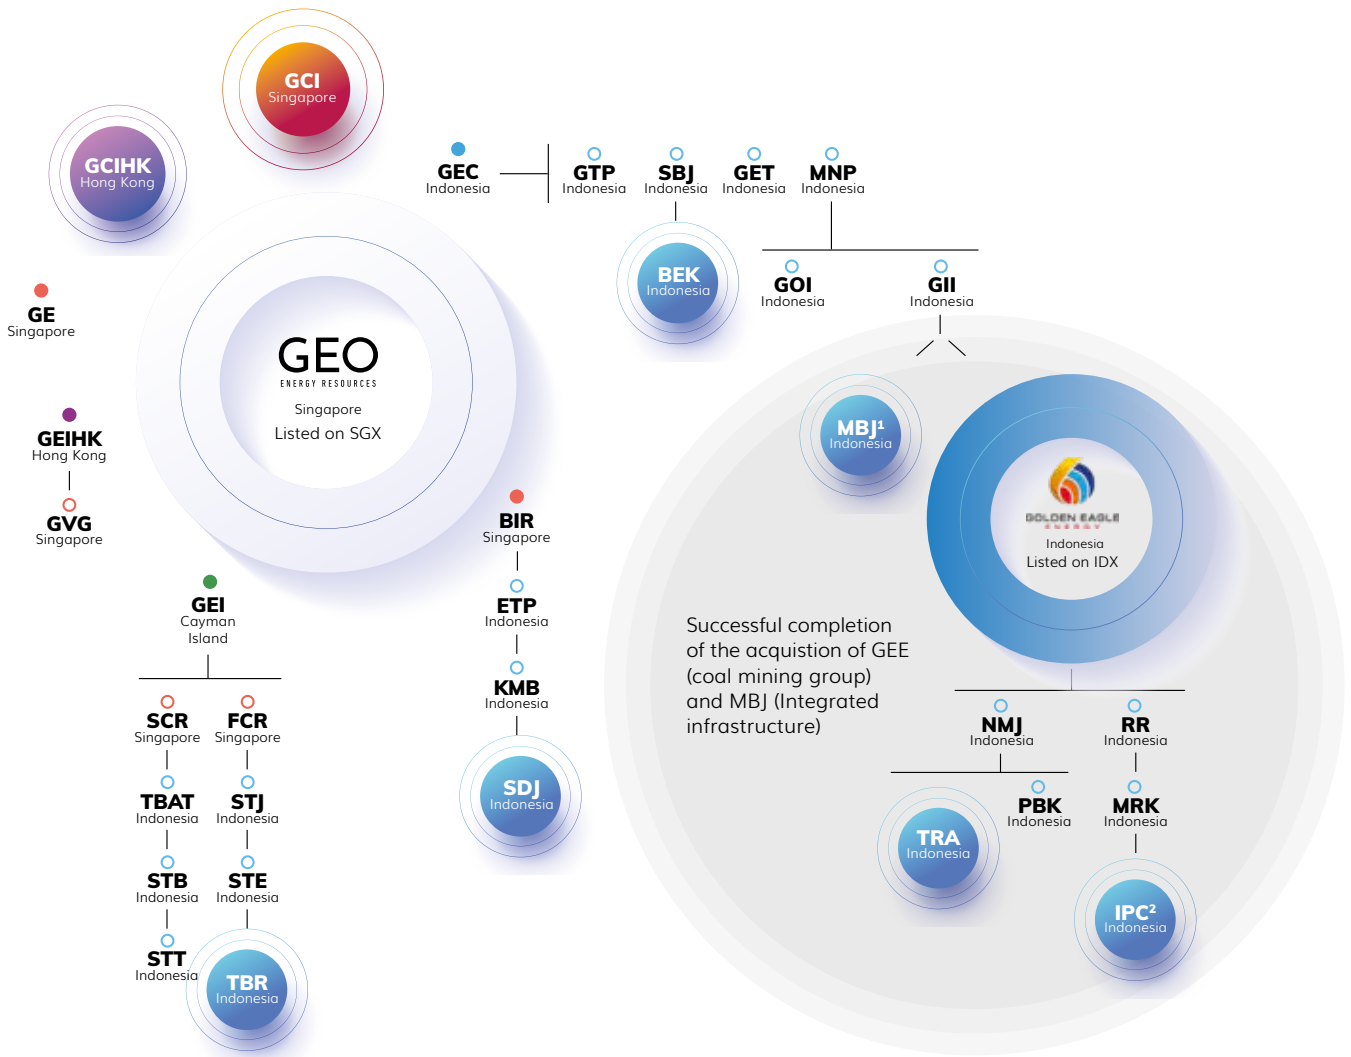 GCI
Singapore
GCIHK
Hong Kong
GEC
Indonesia
GTP
Indonesia
SBJ
Indonesia
GET
Indonesia
MNP
Indonesia
BEK
Indonesia
GOI
Indonesia
GII
Indonesia
GE
Singapore
GEO
ENERGY RESOURCES
Singapore
Listed on SGX
GEIHK
Hong Kong
GVG
Singapore
MBJ¹
Indonesia
GOLDEN EAGLE
ENERGY
Indonesia
Listed on IDX
BIR
Singapore
ETP
Indonesia
KMB
Indonesia
SDJ
Indonesia
GEI
Cayman
Island
SCR
Singapore
FCR
Singapore
TBAT
Indonesia
STJ
Indonesia
STB
Indonesia
STE
Indonesia
STT
Indonesia
TBR
Indonesia
Successful completion
of the acquistion of GEE
(coal mining group)
and MBJ (Integrated
infrastructure)
NMJ
Indonesia
RR
Indonesia
PBK
Indonesia
MRK
Indonesia
TRA
Indonesia
IPC²
Indonesia